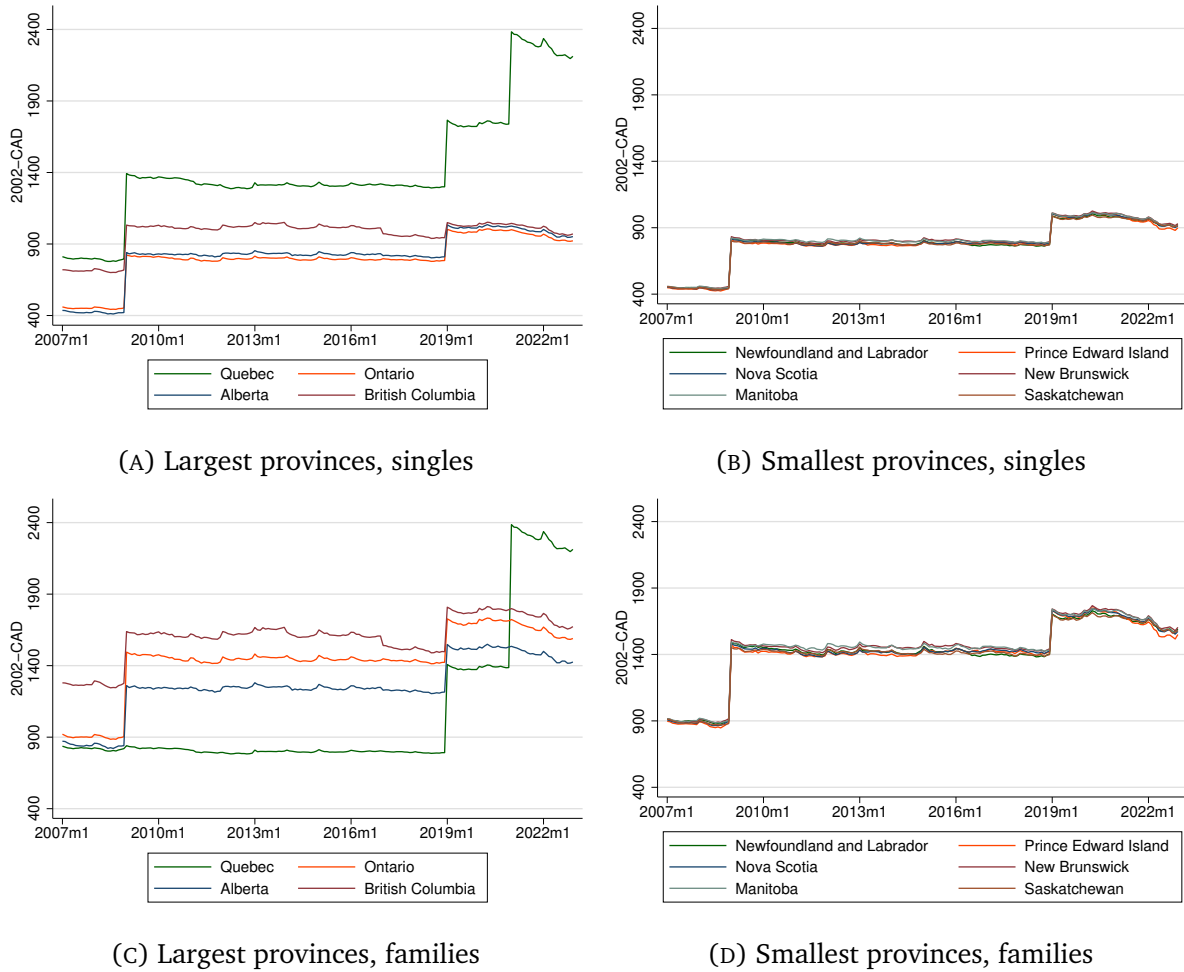 2400
1900
1400
900
400
2002-CAD
2007m1 2010m1 2013m1 2016m1 2019m1 2022m1
Quebec Ontario
Alberta British Columbia
(A) Largest provinces, singles
2400
1900
1400
900
400
2002-CAD
2007m1 2010m1 2013m1 2016m1 2019m1 2022m1
Newfoundland and Labrador Prince Edward Island
Nova Scotia New Brunswick
Manitoba Saskatchewan
(B) Smallest provinces, singles
2400
1900
1400
900
400
2002-CAD
2007m1 2010m1 2013m1 2016m1 2019m1 2022m1
Quebec Ontario
Alberta British Columbia
(C) Largest provinces, families
2400
1900
1400
900
400
2002-CAD
2007m1 2010m1 2013m1 2016m1 2019m1 2022m1
Newfoundland and Labrador Prince Edward Island
Nova Scotia New Brunswick
Manitoba Saskatchewan
(D) Smallest provinces, families